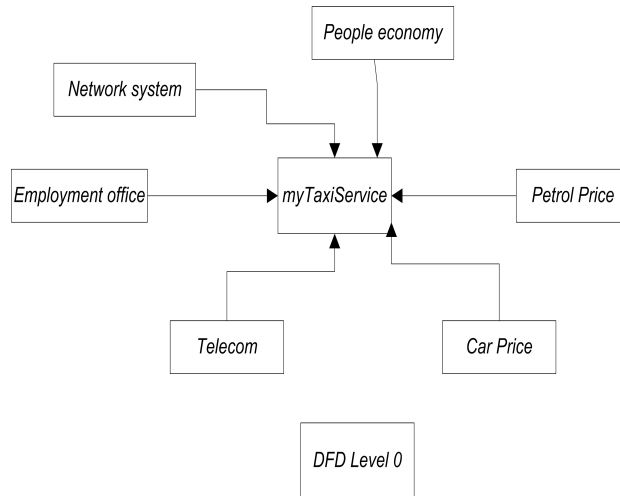 People economy
Network system
Employment office
myTaxiService
Petrol Price
Telecom
Car Price
DFD Level 0